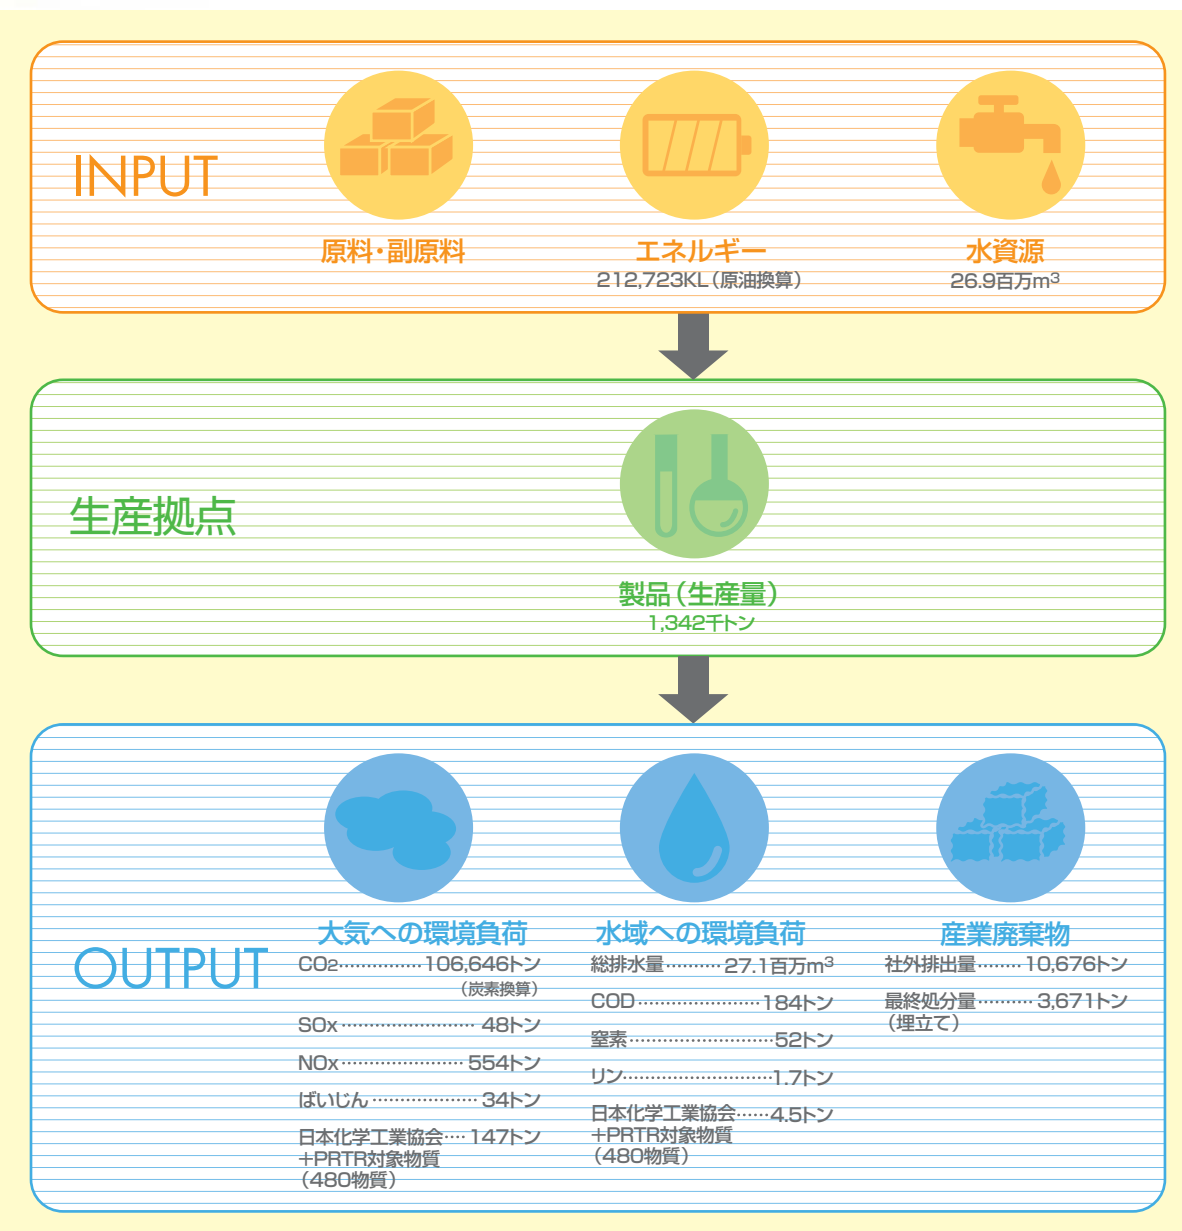 INPUT
原料・副原料
エネルギー
212,723KL（原油換算）
水資源
26.9百万m³
生産拠点
製品（生産量）
1,342千トン
OUTPUT
大気への環境負荷
CO2……………106,646トン
（炭素換算）
SOx……………………48トン
NOx…………………554トン
ばいじん………………34トン
日本化学工業協会….147トン
+PRTR対象物質
（480物質）
水域への環境負荷
総排水量………27.1百万m³
COD…………………184トン
窒素……………………52トン
リン……………………1.7トン
日本化学工業協会……4.5トン
+PRTR対象物質
（480物質）
産業廃棄物
社外排出量……10,676トン
最終処分量………3,671トン
（埋立て）